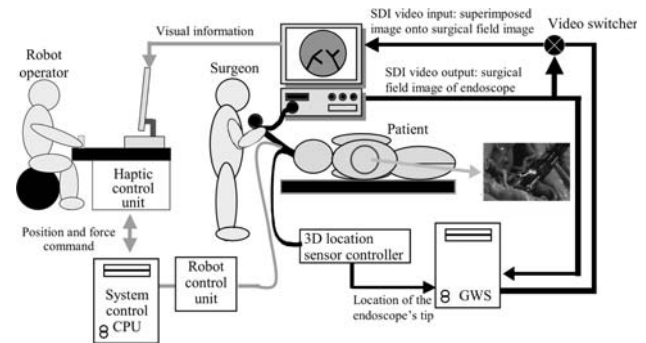 Robot
operator
Visual information
Surgeon
SDI video input: superimposed
image onto surgical field image
Video switcher
SDI video output: surgical
field image of endoscope
Patient
Haptic
control
unit
Position and force
command
System
control
CPU
Robot
control
unit
3D location
sensor controller
Location of the
endoscope's tip
GWS